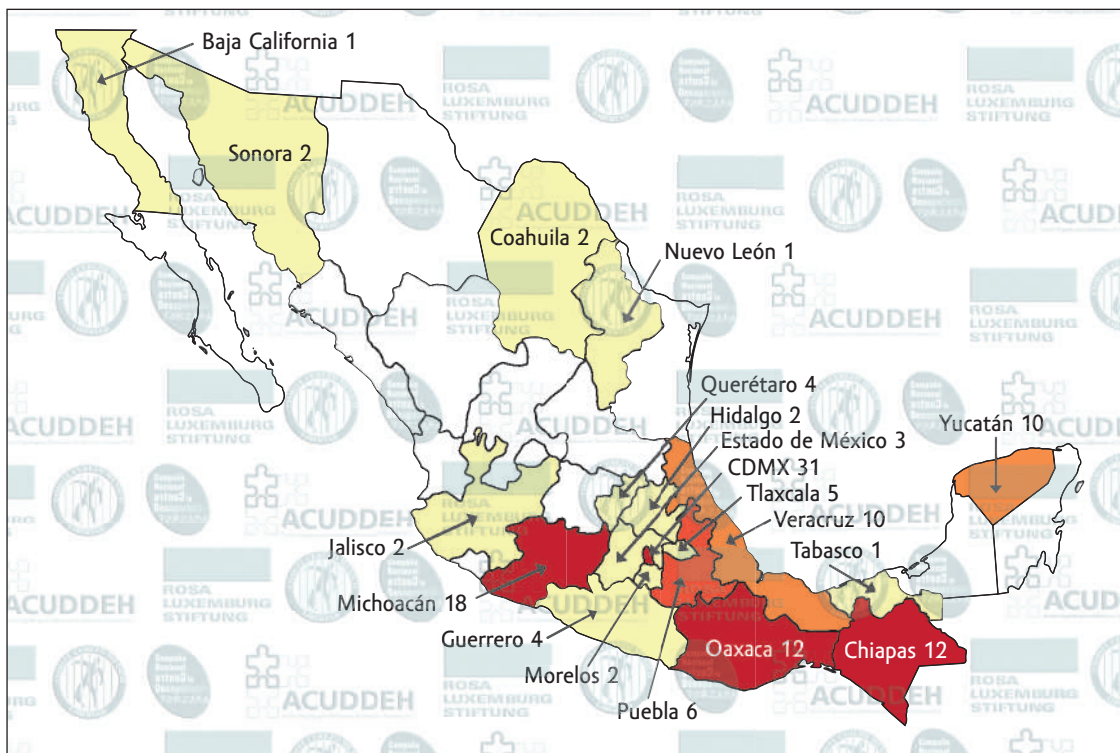 Baja California 1
Sonora 2
Coahuila 2
Nuevo León 1
Querétaro 4
Hidalgo 2
Estado de México 3
CDMX 31
Tlaxcala 5
Veracruz 10
Yucatán 10
Tabasco 1
Jalisco 2
Michoacán 18
Guerrero 4
Morelos 2
Puebla 6
Oaxaca 12
Chiapas 12
ACUDDEH
ROSA
LUXEMBURG
STIFTUNG